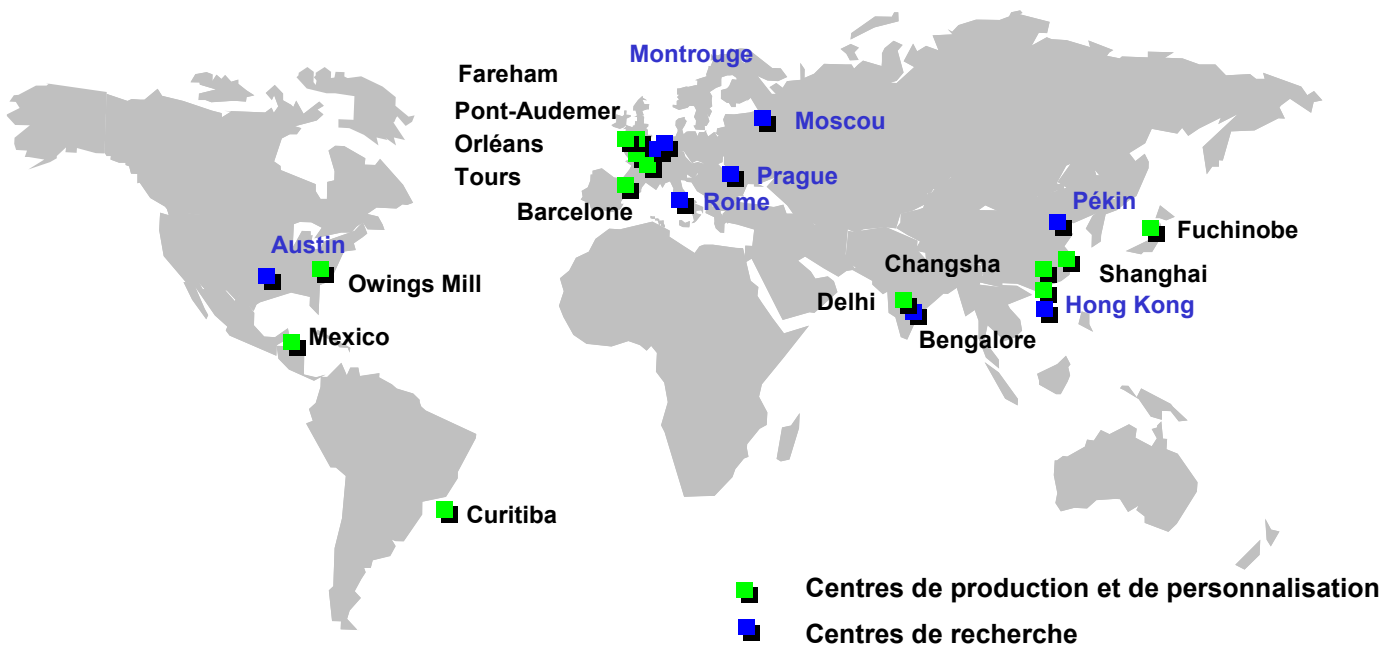 Montrouge
Fareham
Pont-Audemer
Moscou
Orléans
Tours
Prague
Barcelone
Rome
Pékin
Fuchinobe
Austin
Changsha
Shanghai
Owings Mill
Delhi
Hong Kong
Mexico
Bengalore
Curitiba
Centres de production et de personnalisation
Centres de recherche